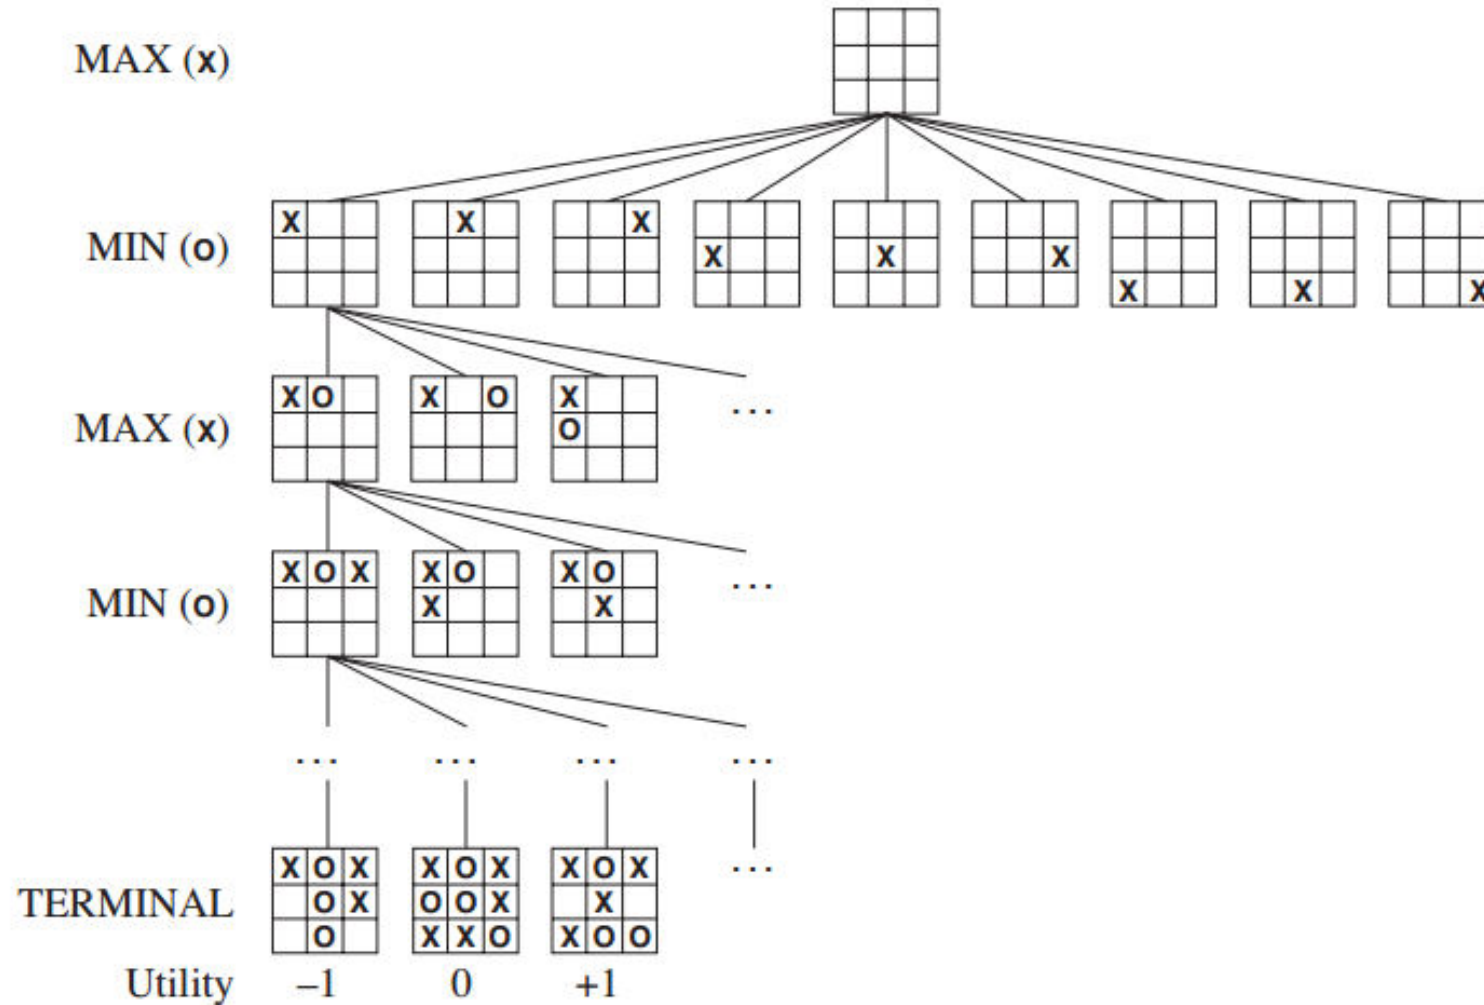 MAX (X)
MIN (O)
X X X X X X X X X
MAX (X)
X O X O X
O
...
MIN (O)
X O X X O X O
X X
...
... ... ... ...
TERMINAL
X O X X O X X O X
O X O O X X
O X X O X O O
...
Utility −1 0 +1